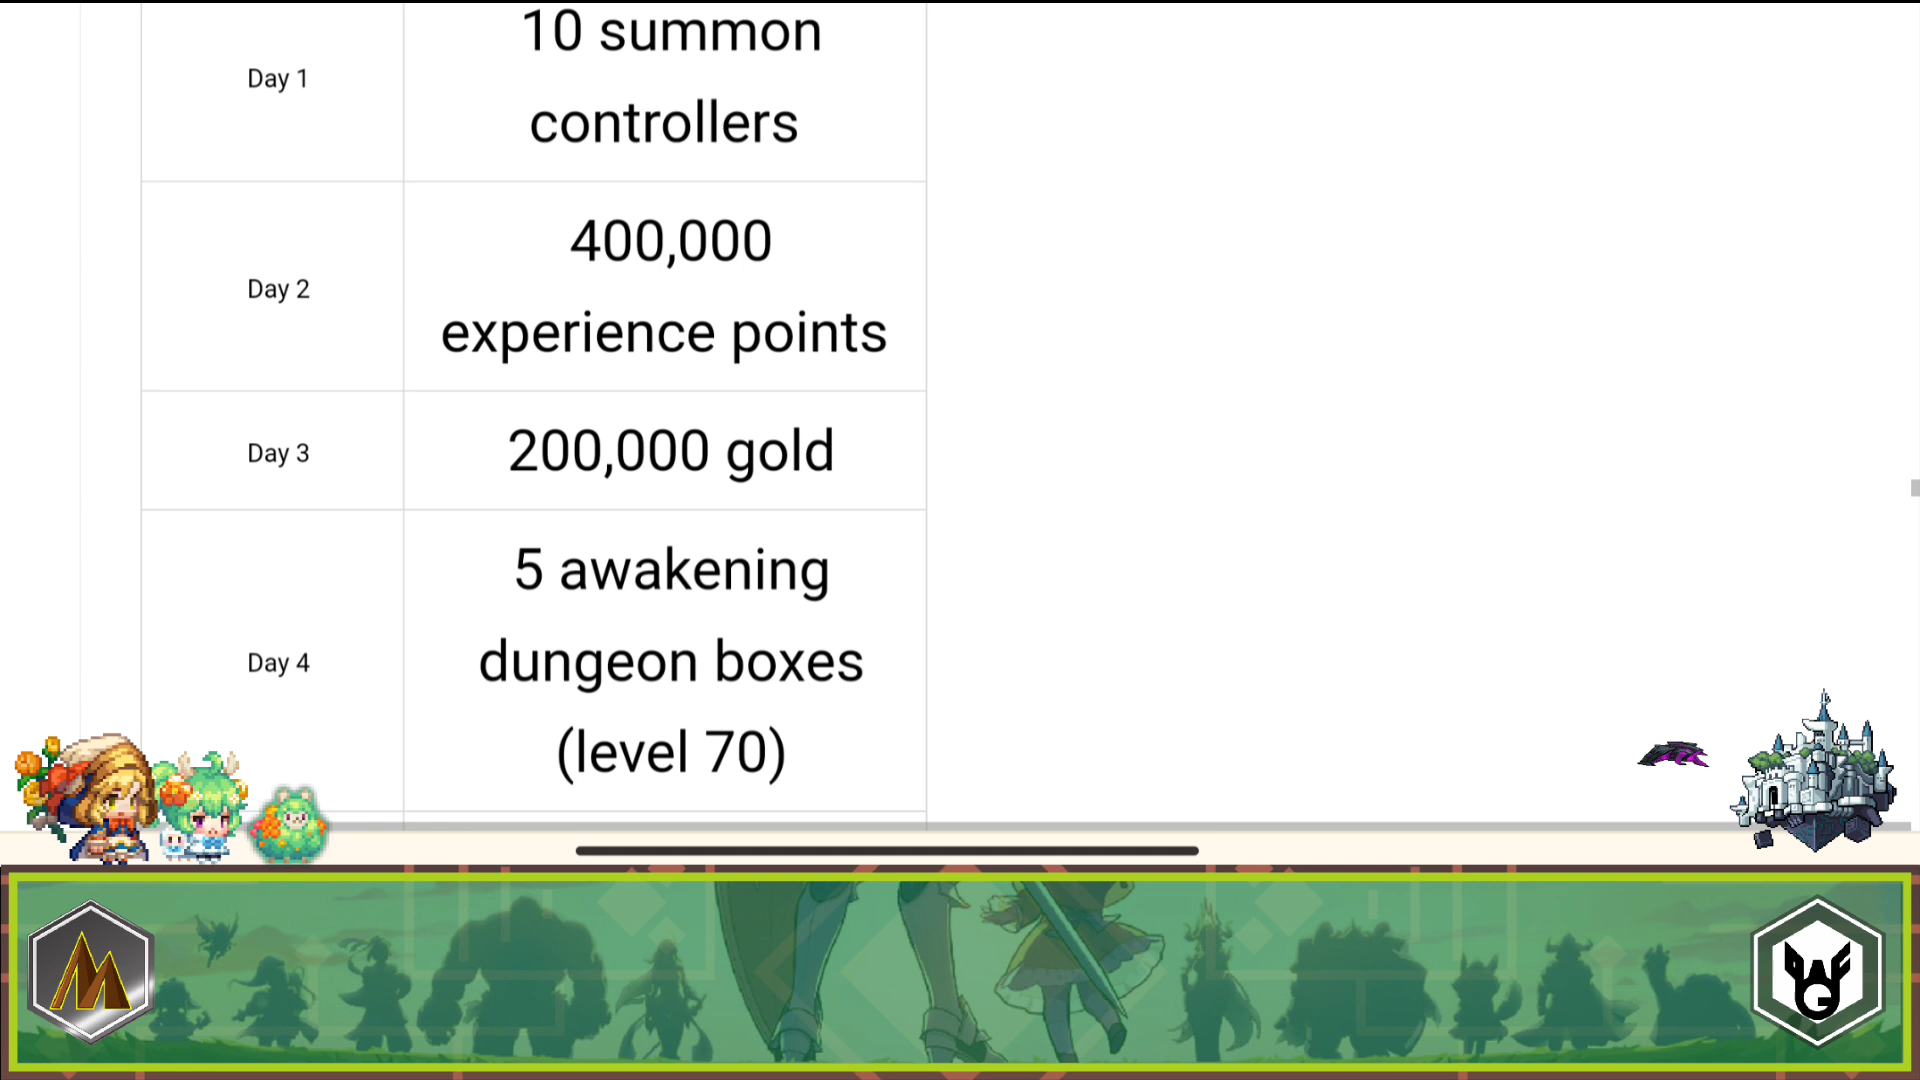 Day 1
10 summon
controllers
Day 2
400,000
experience points
Day 3
200,000 gold
Day 4
5 awakening
dungeon boxes
(level 70)